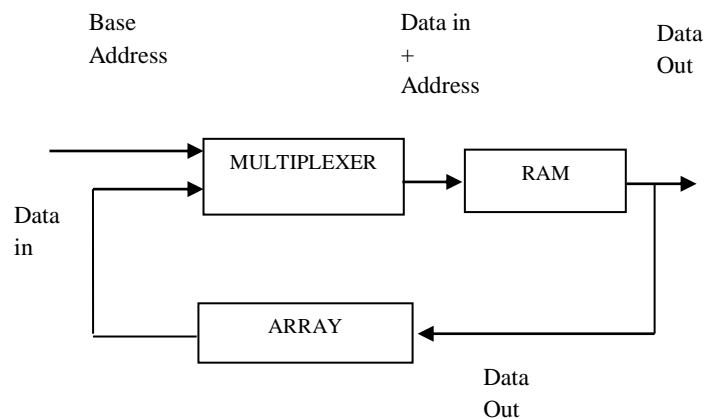 Base
Address
Data in
+
Address
Data
Out
MULTIPLEXER
RAM
Data
in
ARRAY
Data
Out